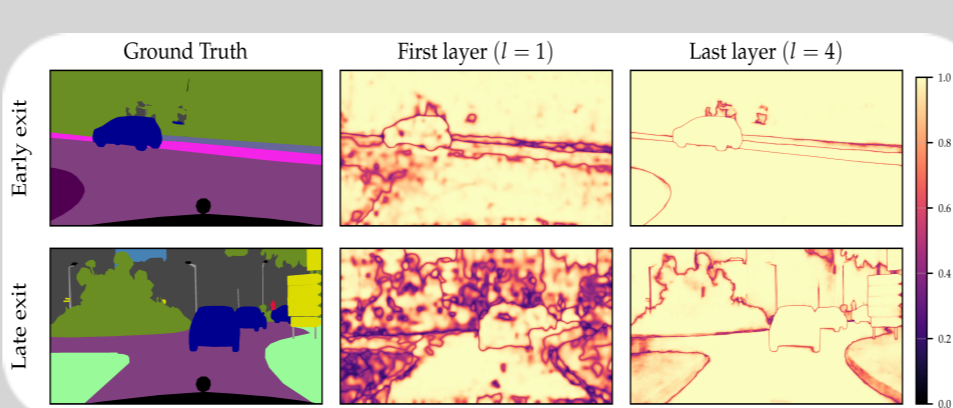 Ground Truth
First layer (l = 1)
Last layer (l = 4)
Early exit
Late exit
1.0
0.8
0.6
0.4
0.2
0.0